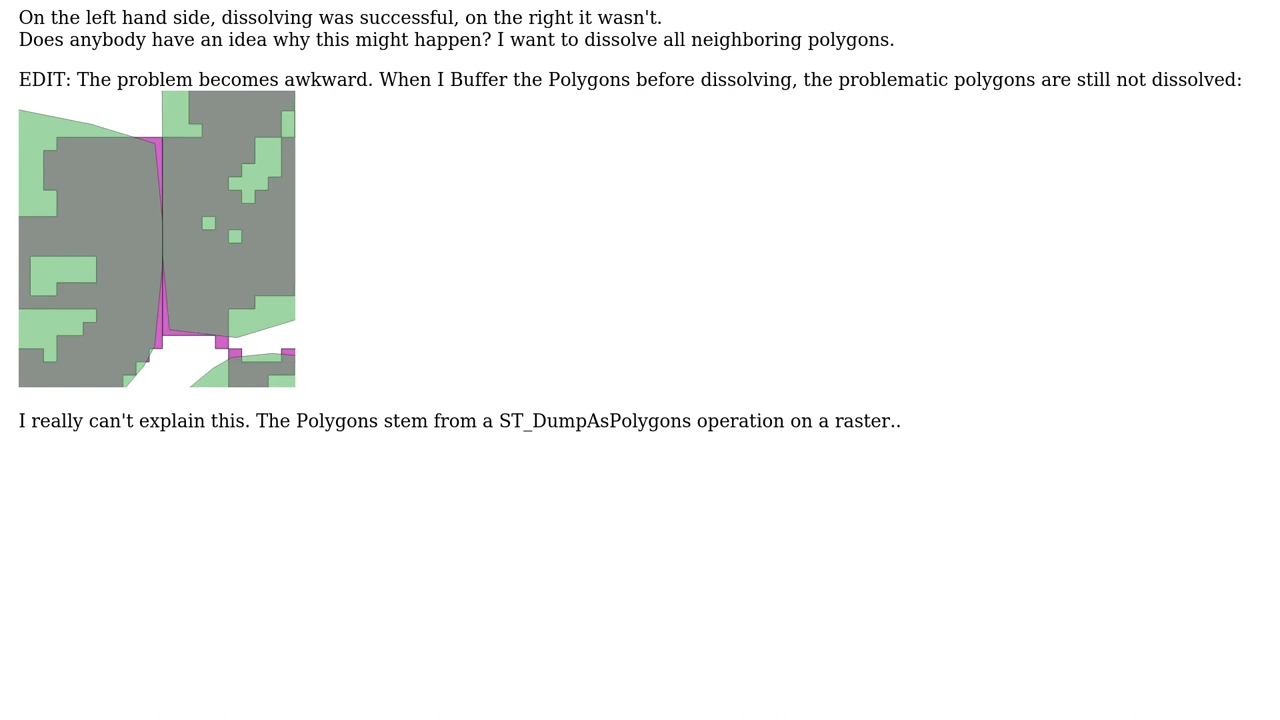 On the left hand side, dissolving was successful, on the right it wasn't.
Does anybody have an idea why this might happen? I want to dissolve all neighboring polygons.
EDIT: The problem becomes awkward. When I Buffer the Polygons before dissolving, the problematic polygons are still not dissolved:
I really can't explain this. The Polygons stem from a ST_DumpAsPolygons operation on a raster..